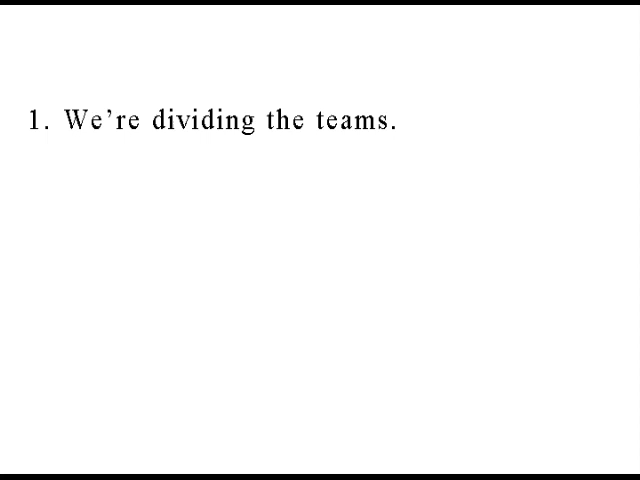 1. We’re dividing the teams.